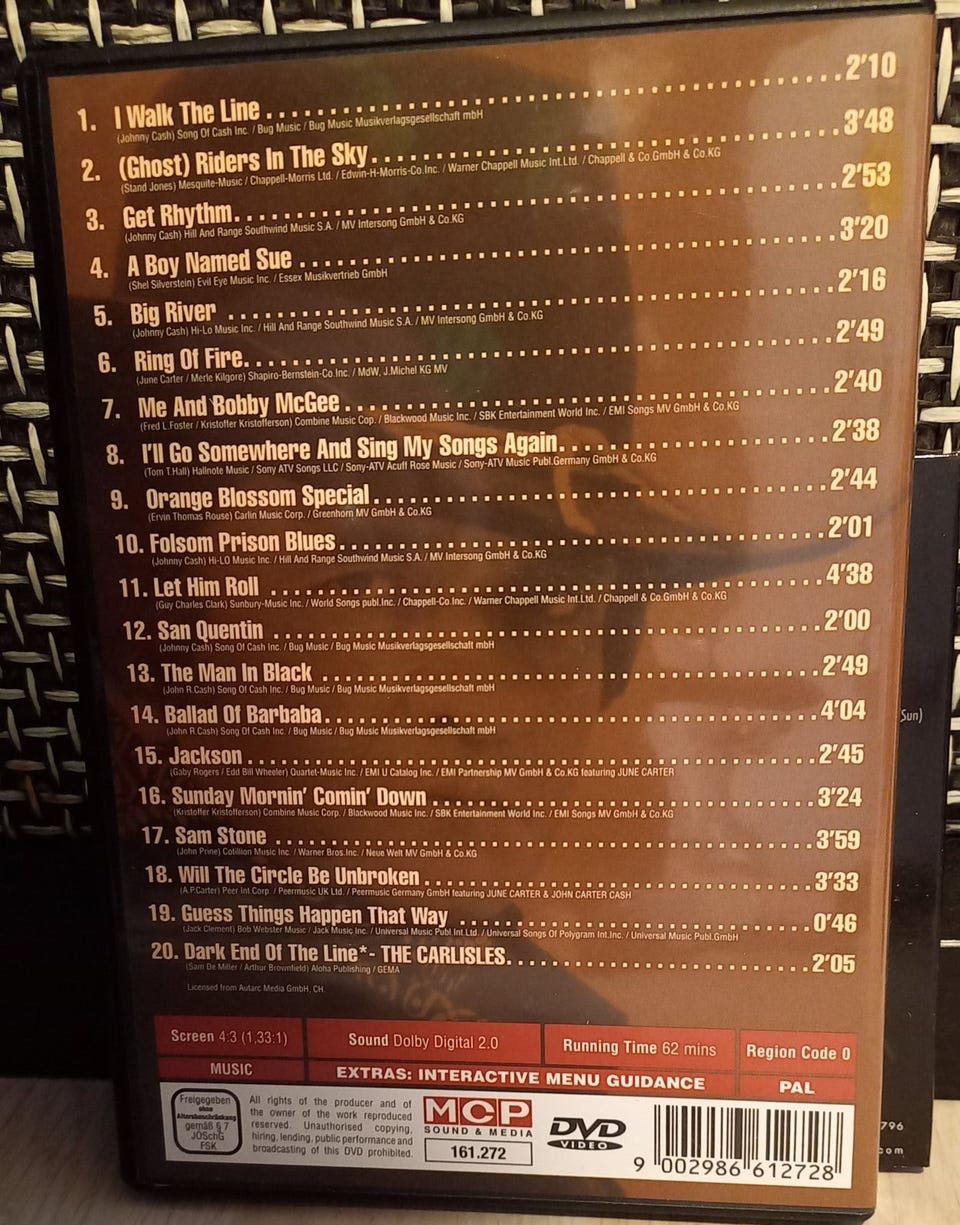 1. I Walk The Line 2'10
(Johnny Cash) Song Of Cash Inc. / Bug Music / Bug Music Musikverlagsgesellschaft mbH
2. (Ghost) Riders In The Sky 3'48
(Stand Jones) Mesquite-Music / Chappell-Morris Ltd. / Edwin-H-Morris-Co.Inc. / Warner Chappell Music Int.Ltd. / Chappell & Co.GmbH & Co.KG
3. Get Rhythm 2'53
(Johnny Cash) Hill And Range Southwind Music S.A. / MV Intersong GmbH & Co.KG
4. A Boy Named Sue 3'20
(Shel Silverstein) Evil Eye Music Inc. / Essex Musikvertrieb GmbH
5. Big River 2'16
(Johnny Cash) Hi-Lo Music Inc. / Hill And Range Southwind Music S.A. / MV Intersong GmbH & Co.KG
6. Ring Of Fire 2'49
(June Carter / Merle Kilgore) Shapiro-Bernstein-Co.Inc. / MdW, J.Michel KG MV
7. Me And Bobby McGee 2'40
(Fred L.Foster / Kristoffer Kristofferson) Combine Music Cop. / Blackwood Music Inc. / SBK Entertainment World Inc. / EMI Songs MV GmbH & Co.KG
8. I'll Go Somewhere And Sing My Songs Again 2'38
(Tom T.Hall) Hallnote Music / Sony ATV Songs LLC / Sony-ATV Acuff Rose Music / Sony-ATV Music Publ.Germany GmbH & Co.KG
9. Orange Blossom Special 2'44
(Ervin Thomas Rouse) Carlin Music Corp. / Greenhorn MV GmbH & Co.KG
10. Folsom Prison Blues 2'01
(Johnny Cash) Hi-LO Music Inc. / Hill And Range Southwind Music S.A. / MV Intersong GmbH & Co.KG
11. Let Him Roll 4'38
(Guy Charles Clark) Sunbury-Music Inc. / World Songs publ.Inc. / Chappell-Co.Inc. / Warner Chappell Music Int.Ltd. / Chappell & Co.GmbH & Co.KG
12. San Quentin 2'00
(Johnny Cash) Song Of Cash Inc. / Bug Music / Bug Music Musikverlagsgesellschaft mbH
13. The Man In Black 2'49
(John R.Cash) Song Of Cash Inc. / Bug Music / Bug Music Musikverlagsgesellschaft mbH
14. Ballad Of Barbaba 4'04
(John R.Cash) Song Of Cash Inc. / Bug Music / Bug Music Musikverlagsgesellschaft mbH
15. Jackson 2'45
(Gaby Rogers / Edd Bill Wheeler) Quartet-Music Inc. / EMI U Catalog Inc. / EMI Partnership MV GmbH & Co.KG featuring JUNE CARTER
16. Sunday Mornin' Comin' Down 3'24
(Kristoffer Kristofferson) Combine Music Corp. / Blackwood Music Inc. / SBK Entertainment World Inc. / EMI Songs MV GmbH & Co.KG
17. Sam Stone 3'59
(John Prine) Cotillion Music Inc. / Warner Bros.Inc. / Neue Welt MV GmbH & Co.KG
18. Will The Circle Be Unbroken 3'33
(A.P.Carter) Peer Int.Corp. / Peermusic UK Ltd. / Peermusic Germany GmbH featuring JUNE CARTER & JOHN CARTER CASH
19. Guess Things Happen That Way 0'46
(Jack Clement) Bob Webster Music / Jack Music Inc. / Universal Music Publ.Int.Ltd / Universal Songs Of Polygram Int.Inc. / Universal Music Publ.GmbH
20. Dark End Of The Line* - THE CARLISLES 2'05
(Sam De Miller / Arthur Brownfield) Aloha Publishing / GEMA
Licensed from Autarc Media GmbH, CH
Screen 4:3 (1,33:1) Sound Dolby Digital 2.0 Running Time 62 mins Region Code 0
MUSIC EXTRAS: INTERACTIVE MENU GUIDANCE PAL
Freigegeben
ohne
Altersbeschränkung
gemäß § 7
JÖSchG
FSK
All rights of the producer and of
the owner of the work reproduced
reserved. Unauthorised copying,
hiring, lending, public performance and
broadcasting of this DVD prohibited.
MCP
SOUND & MEDIA
161.272
DVD
VIDEO
9 002986 612728
Sun)
796
com